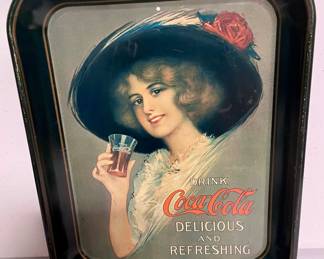 DRINK
Coca-Cola
DELICIOUS
AND
REFRESHING